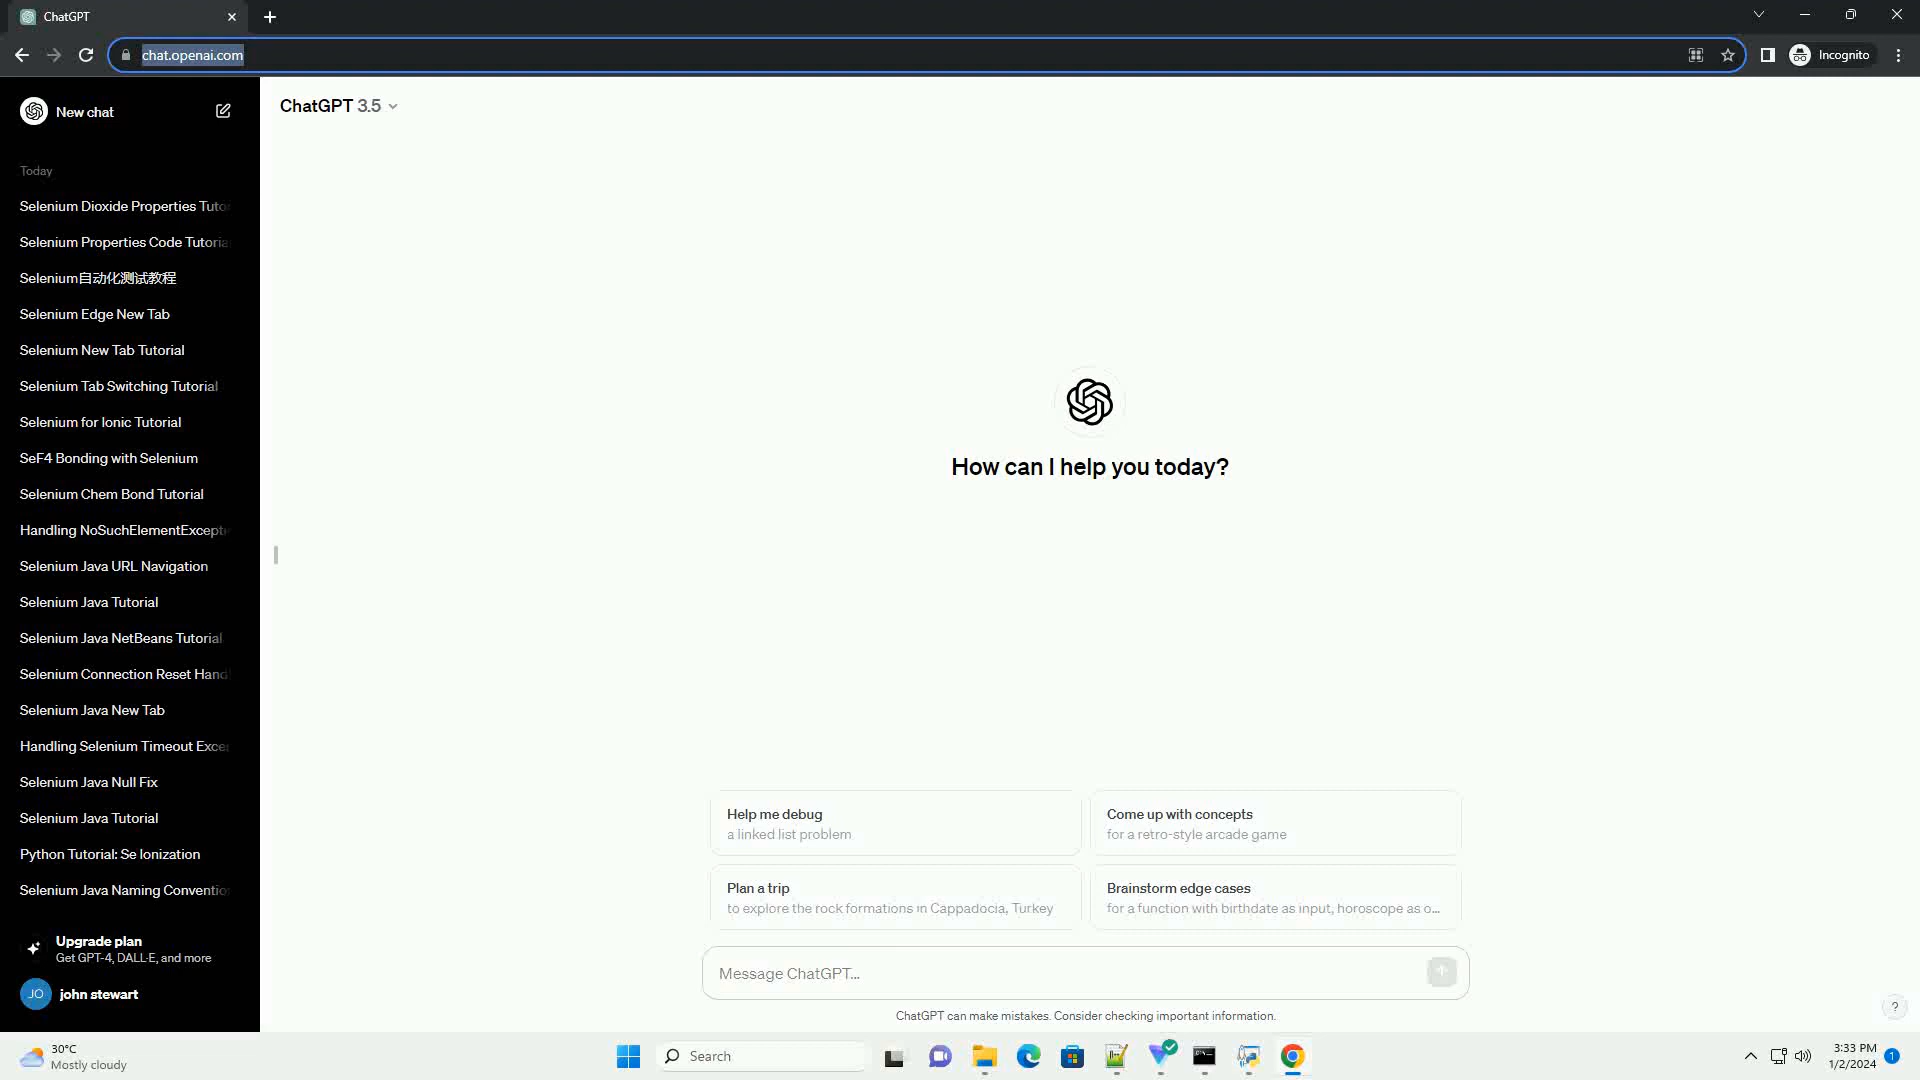 ChatGPT
chat.openai.com
Incognito
New chat
Today
Selenium Dioxide Properties Tuto
Selenium Properties Code Tutoria
Selenium自动化测试教程
Selenium Edge New Tab
Selenium New Tab Tutorial
Selenium Tab Switching Tutorial
Selenium for Ionic Tutorial
SeF4 Bonding with Selenium
Selenium Chem Bond Tutorial
Handling NoSuchElementExcept
Selenium Java URL Navigation
Selenium Java Tutorial
Selenium Java NetBeans Tutorial
Selenium Connection Reset Hand
Selenium Java New Tab
Handling Selenium Timeout Exce
Selenium Java Null Fix
Selenium Java Tutorial
Python Tutorial: Se Ionization
Selenium Java Naming Conventio
Upgrade plan
Get GPT-4, DALL·E, and more
JO john stewart
ChatGPT 3.5
How can I help you today?
Help me debug
a linked list problem
Come up with concepts
for a retro-style arcade game
Plan a trip
to explore the rock formations in Cappadocia, Turkey
Brainstorm edge cases
for a function with birthdate as input, horoscope as o...
Message ChatGPT...
ChatGPT can make mistakes. Consider checking important information.
?
30°C
Mostly cloudy
Search
3:33 PM
1/2/2024
1